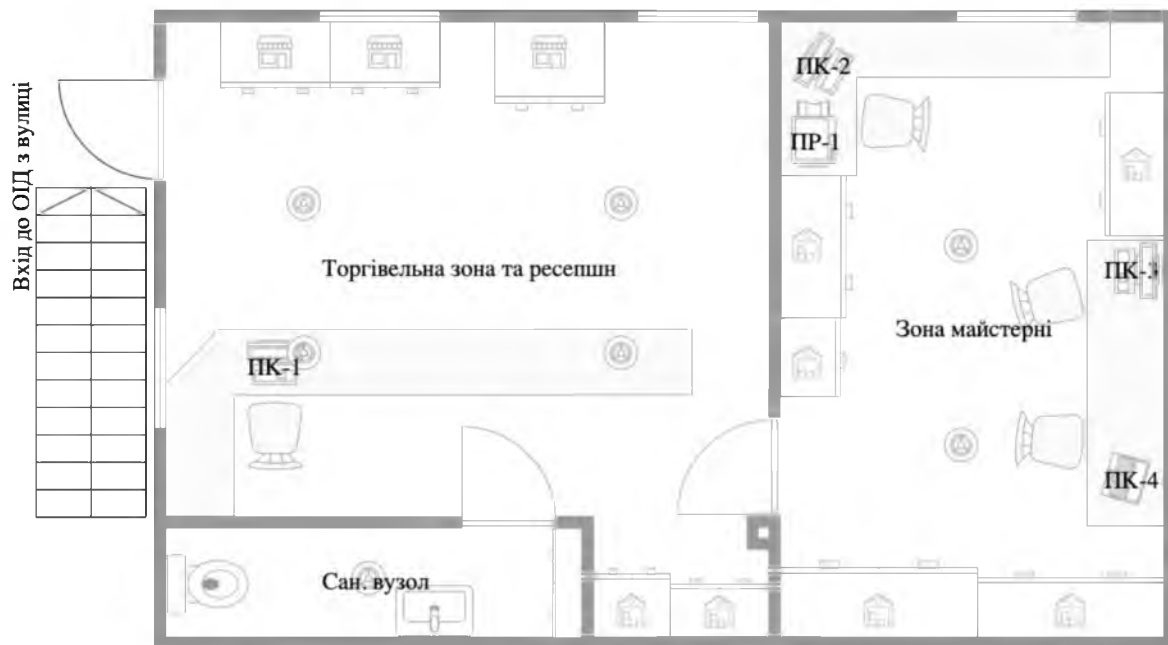 Вхід до ОІД з вулиці
ПК-2
ПР-1
Торгівельна зона та ресепшн
ПК-3
Зона майстерні
ПК-1
ПК-4
Сан. вузол